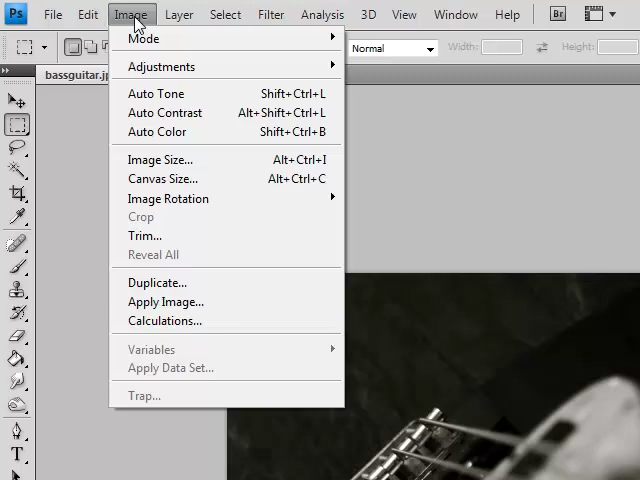 Ps File Edit Image Layer Select Filter Analysis 3D View Window Help Br
Normal Width: Height:
bassguitar.jp
Mode
Adjustments
Auto Tone Shift+Ctrl+L
Auto Contrast Alt+Shift+Ctrl+L
Auto Color Shift+Ctrl+B
Image Size... Alt+Ctrl+I
Canvas Size... Alt+Ctrl+C
Image Rotation
Crop
Trim...
Reveal All
Duplicate...
Apply Image...
Calculations...
Variables
Apply Data Set...
Trap...
T